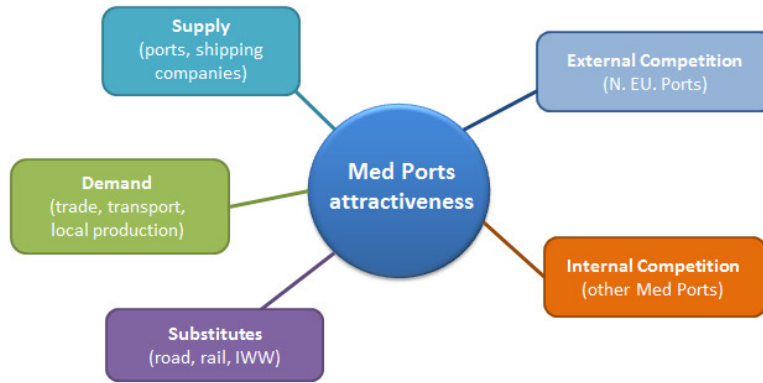 Supply
(ports, shipping
companies)
External Competition
(N. EU. Ports)
Med Ports
attractiveness
Demand
(trade, transport,
local production)
Internal Competition
(other Med Ports)
Substitutes
(road, rail, IWW)